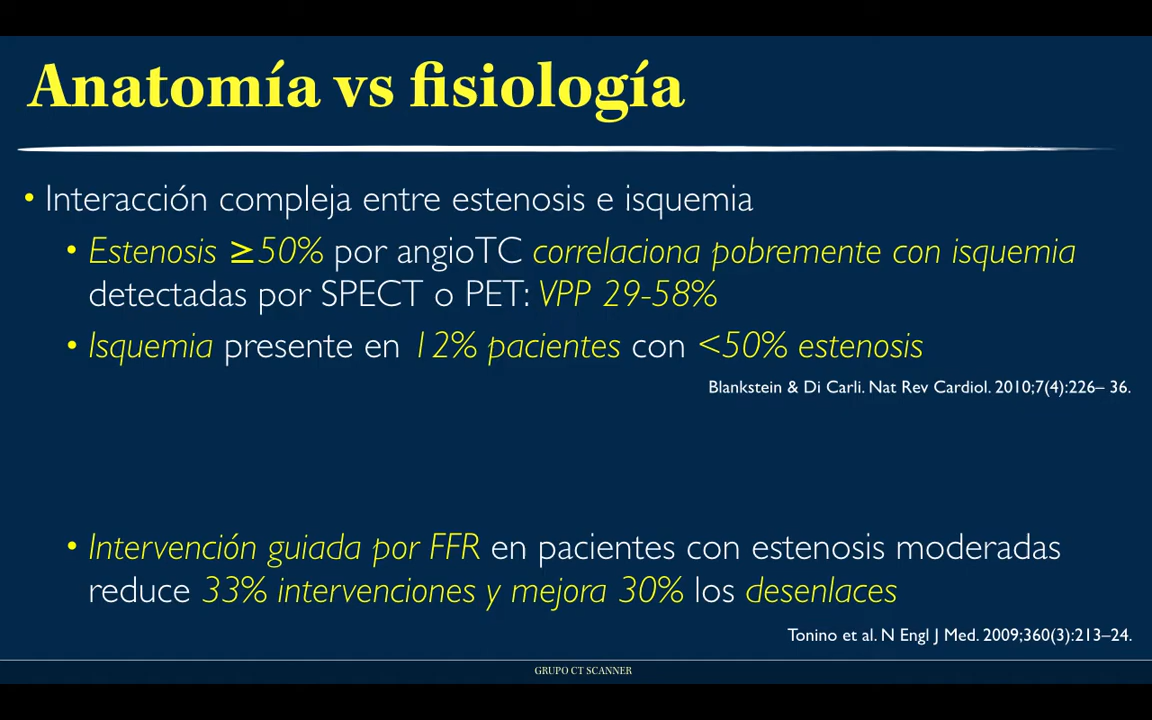 Anatomía vs fisiología
• Interacción compleja entre estenosis e isquemia
• Estenosis ≥50% por angioTC correlaciona pobremente con isquemia
detectadas por SPECT o PET: VPP 29-58%
• Isquemia presente en 12% pacientes con <50% estenosis
Blankstein & Di Carli. Nat Rev Cardiol. 2010;7(4):226– 36.
• Intervención guiada por FFR en pacientes con estenosis moderadas
reduce 33% intervenciones y mejora 30% los desenlaces
Tonino et al. N Engl J Med. 2009;360(3):213–24.
GRUPO CT SCANNER